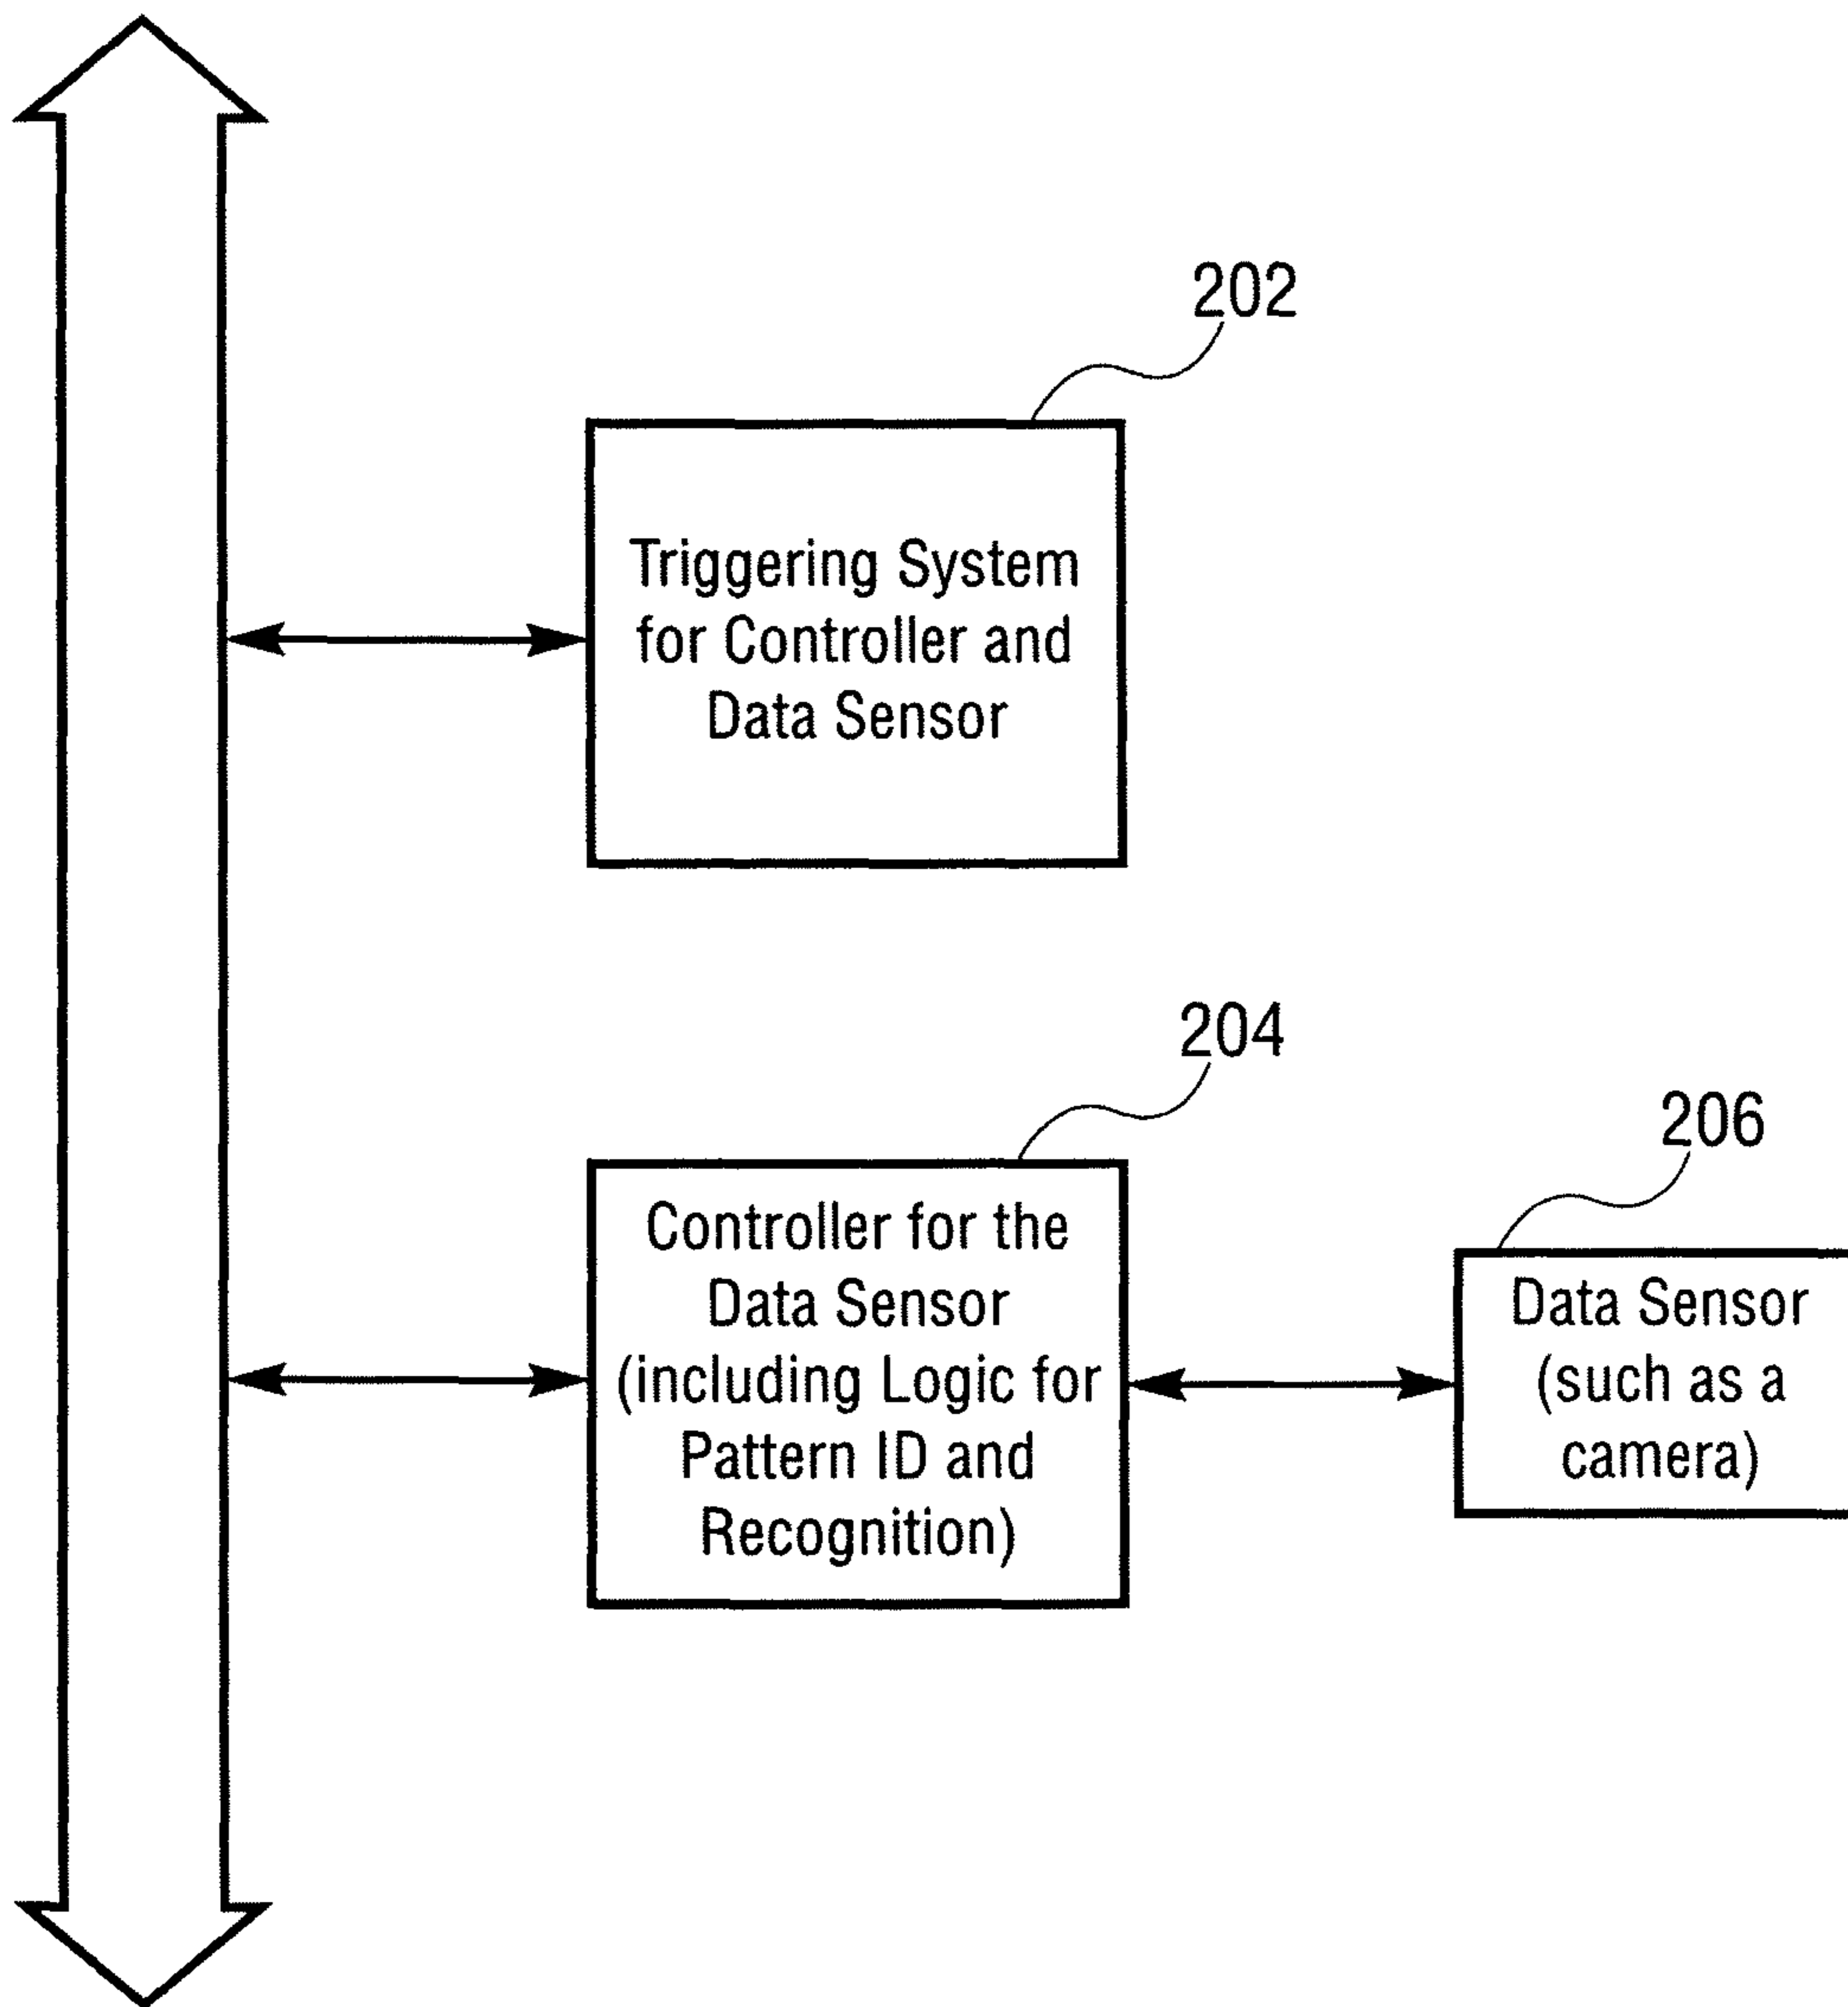 202
Triggering System
for Controller and
Data Sensor
204
Controller for the
Data Sensor
(including Logic for
Pattern ID and
Recognition)
206
Data Sensor
(such as a
camera)